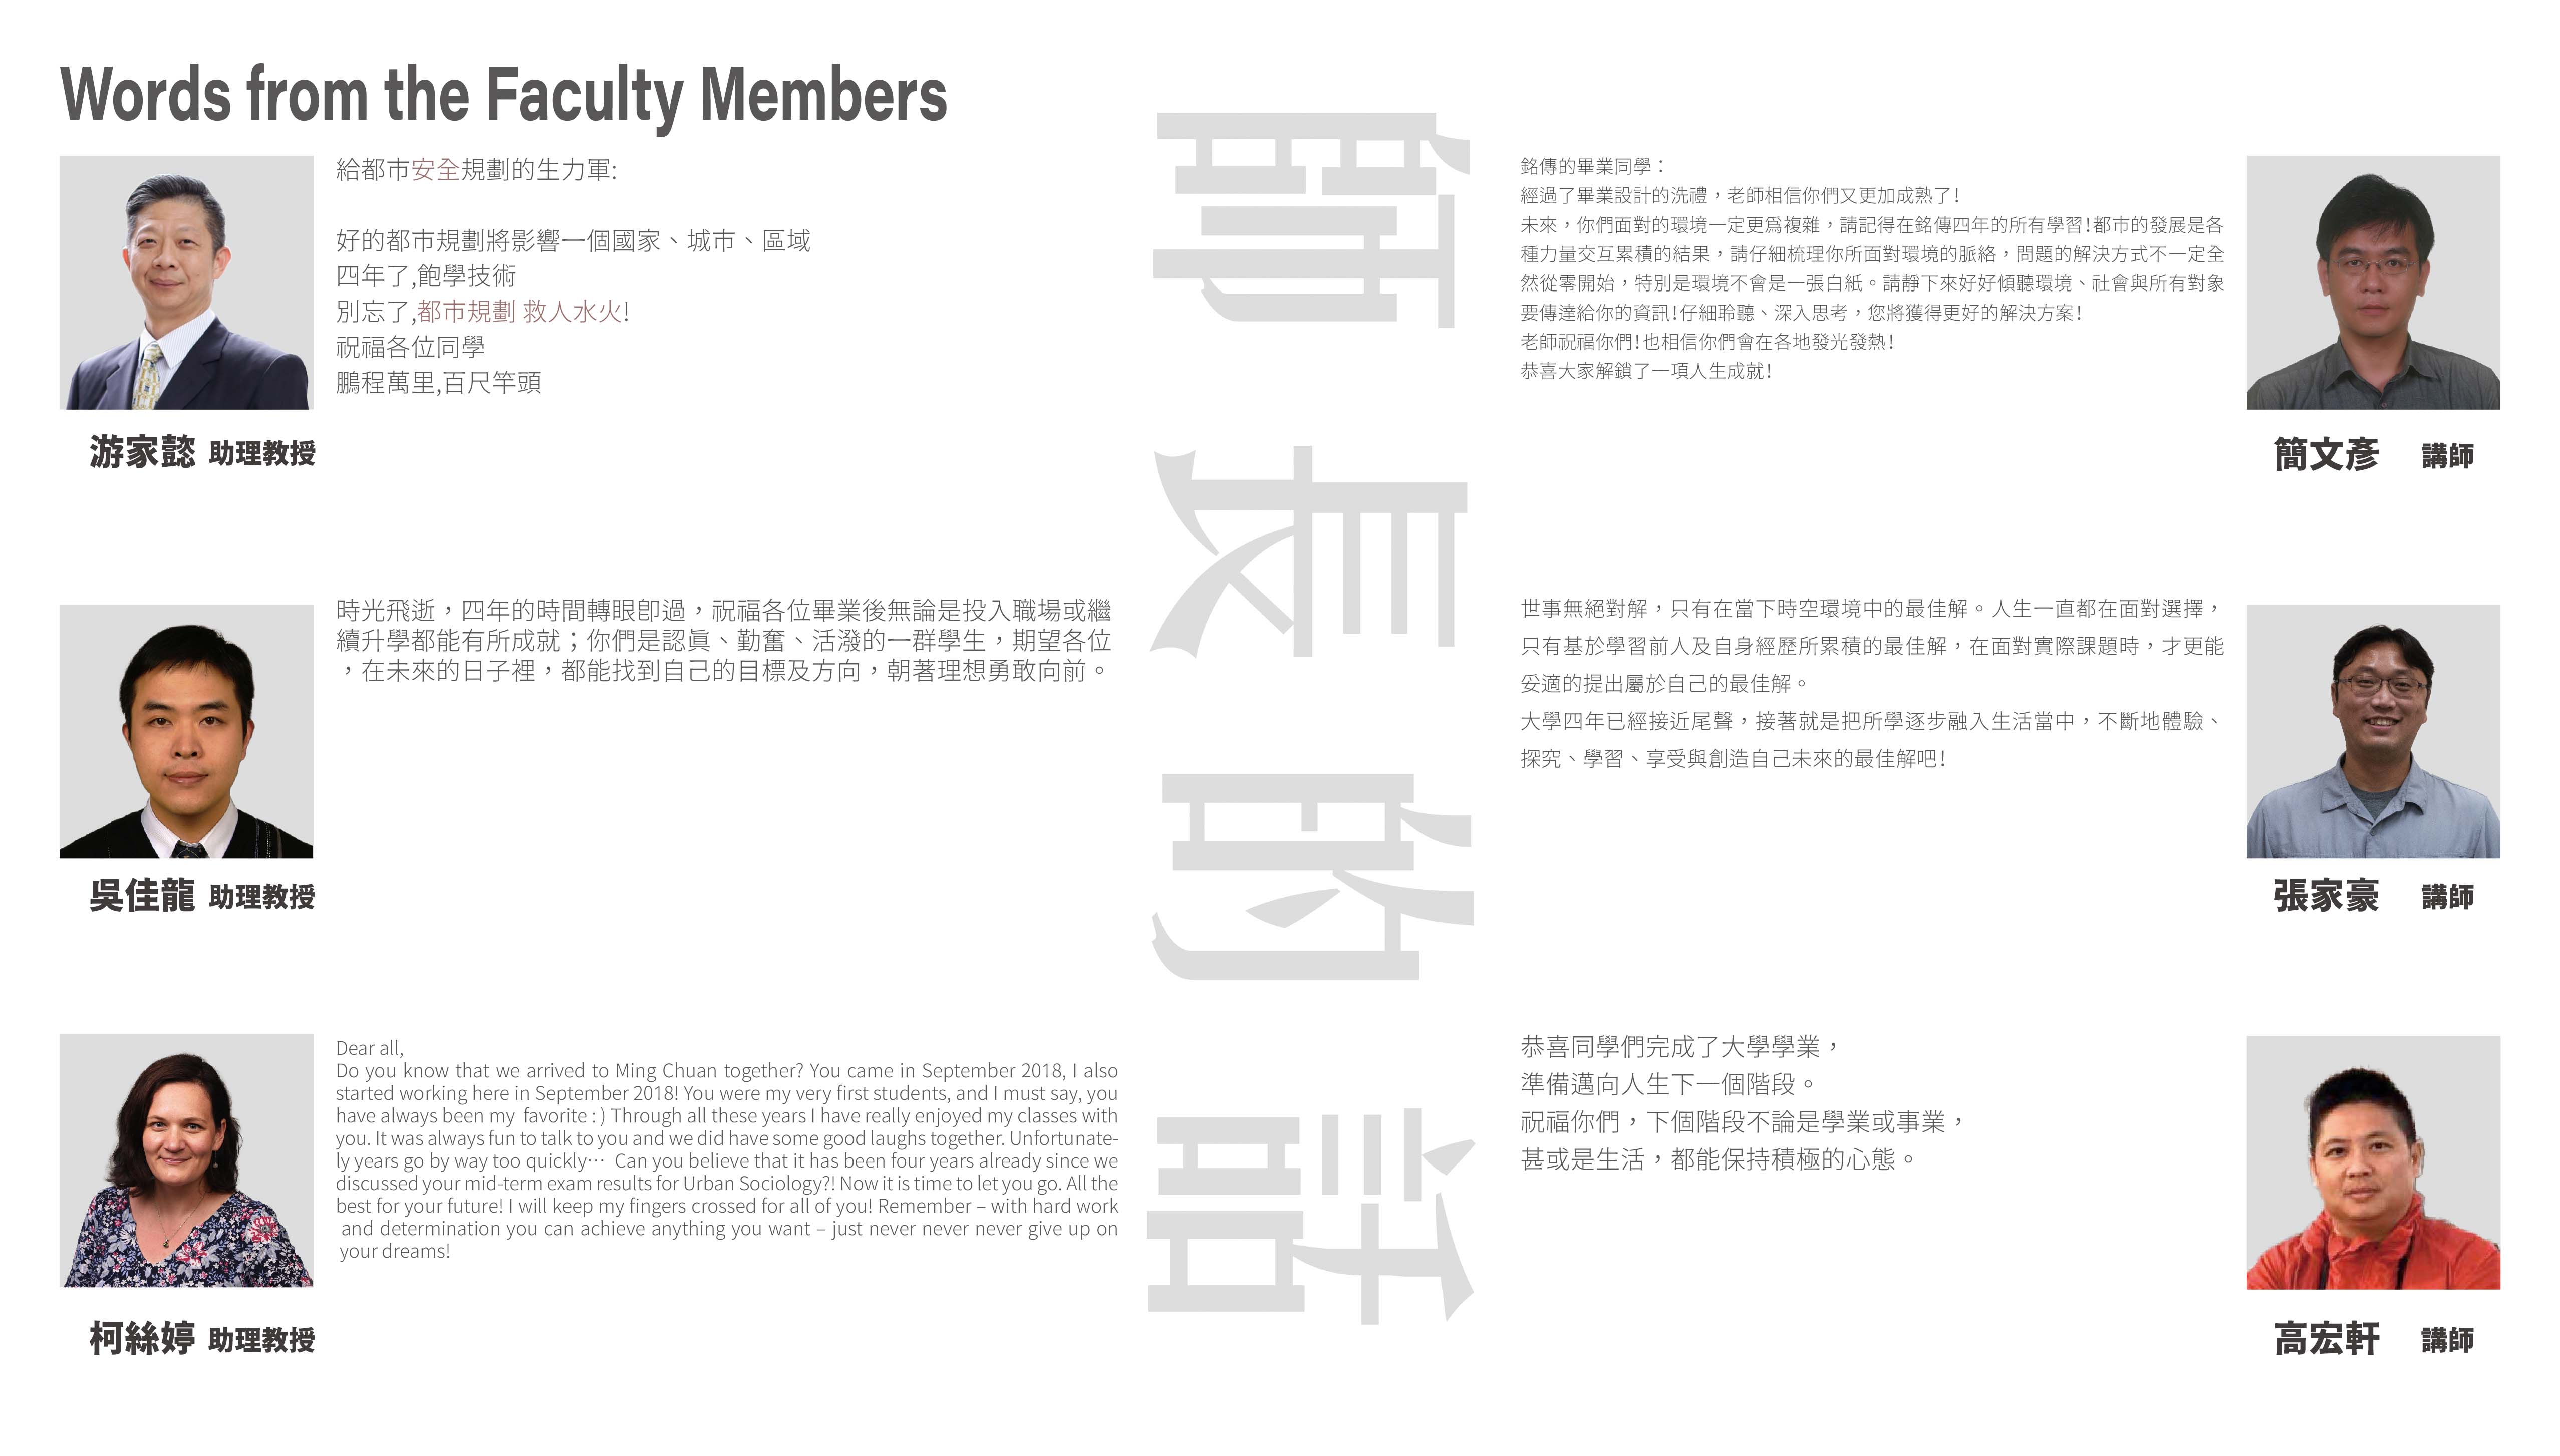 Words from the Faculty Members
給都市安全規劃的生力軍:
好的都市規劃將影響一個國家、城市、區域
四年了,飽學技術
別忘了,都市規劃 救人水火!
祝福各位同學
鵬程萬里,百尺竿頭
游家懿 助理教授
時光飛逝，四年的時間轉眼卽過，祝福各位畢業後無論是投入職場或繼
續升學都能有所成就；你們是認眞、勤奮、活潑的一群學生，期望各位
，在未來的日子裡，都能找到自己的目標及方向，朝著理想勇敢向前。
吳佳龍 助理教授
Dear all,
Do you know that we arrived to Ming Chuan together? You came in September 2018, I also
started working here in September 2018! You were my very first students, and I must say, you
have always been my  favorite : ) Through all these years I have really enjoyed my classes with
you. It was always fun to talk to you and we did have some good laughs together. Unfortunate-
ly years go by way too quickly…  Can you believe that it has been four years already since we
discussed your mid-term exam results for Urban Sociology?! Now it is time to let you go. All the
best for your future! I will keep my fingers crossed for all of you! Remember – with hard work
and determination you can achieve anything you want – just never never never give up on
your dreams!
柯絲婷 助理教授
師長的話
銘傳的畢業同學：
經過了畢業設計的洗禮，老師相信你們又更加成熟了!
未來，你們面對的環境一定更爲複雜，請記得在銘傳四年的所有學習!都市的發展是各
種力量交互累積的結果，請仔細梳理你所面對環境的脈絡，問題的解決方式不一定全
然從零開始，特別是環境不會是一張白紙。請靜下來好好傾聽環境、社會與所有對象
要傳達給你的資訊!仔細聆聽、深入思考，您將獲得更好的解決方案!
老師祝福你們!也相信你們會在各地發光發熱!
恭喜大家解鎖了一項人生成就!
簡文彥 講師
世事無絕對解，只有在當下時空環境中的最佳解。人生一直都在面對選擇，
只有基於學習前人及自身經歷所累積的最佳解，在面對實際課題時，才更能
妥適的提出屬於自己的最佳解。
大學四年已經接近尾聲，接著就是把所學逐步融入生活當中，不斷地體驗、
探究、學習、享受與創造自己未來的最佳解吧!
張家豪 講師
恭喜同學們完成了大學學業，
準備邁向人生下一個階段。
祝福你們，下個階段不論是學業或事業，
甚或是生活，都能保持積極的心態。
高宏軒 講師